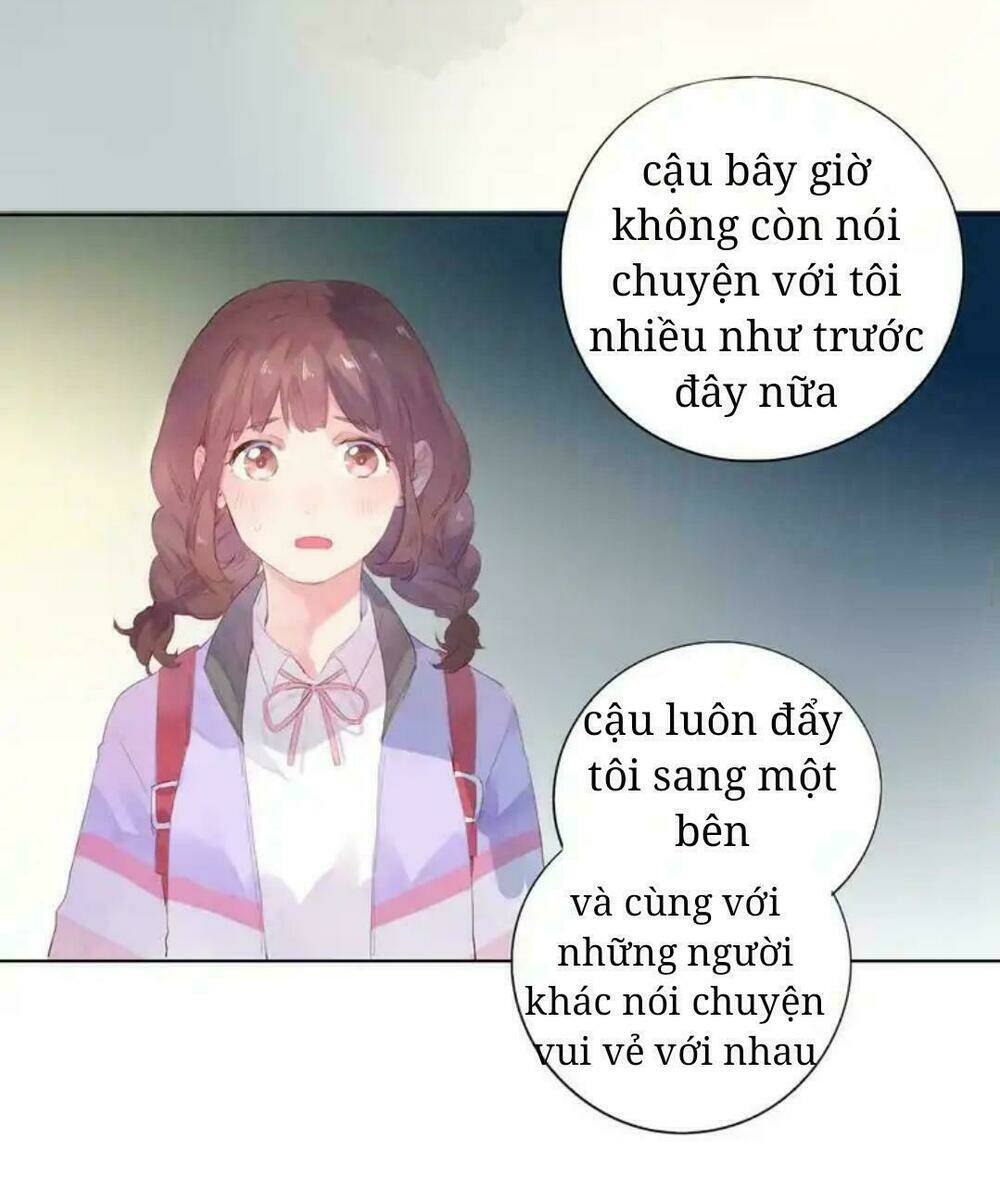 cậu bây giờ
không còn nói
chuyện với tôi
nhiều như trước
đây nữa
cậu luôn đẩy
tôi sang một
bên
và cùng với
những người
khác nói chuyện
vui vẻ với nhau